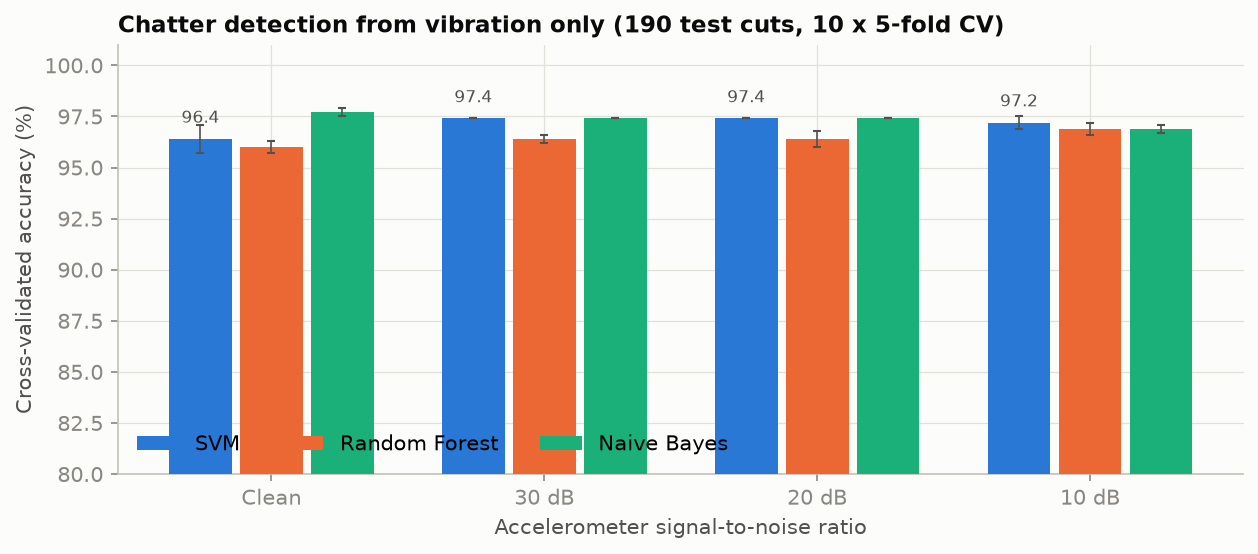 Chatter detection from vibration only (190 test cuts, 10 x 5-fold CV)
Cross-validated accuracy (%)
100.0
97.5
95.0
92.5
90.0
87.5
85.0
82.5
80.0
96.4
97.4
97.4
97.2
SVM
Random Forest
Naive Bayes
Clean
30 dB
20 dB
10 dB
Accelerometer signal-to-noise ratio